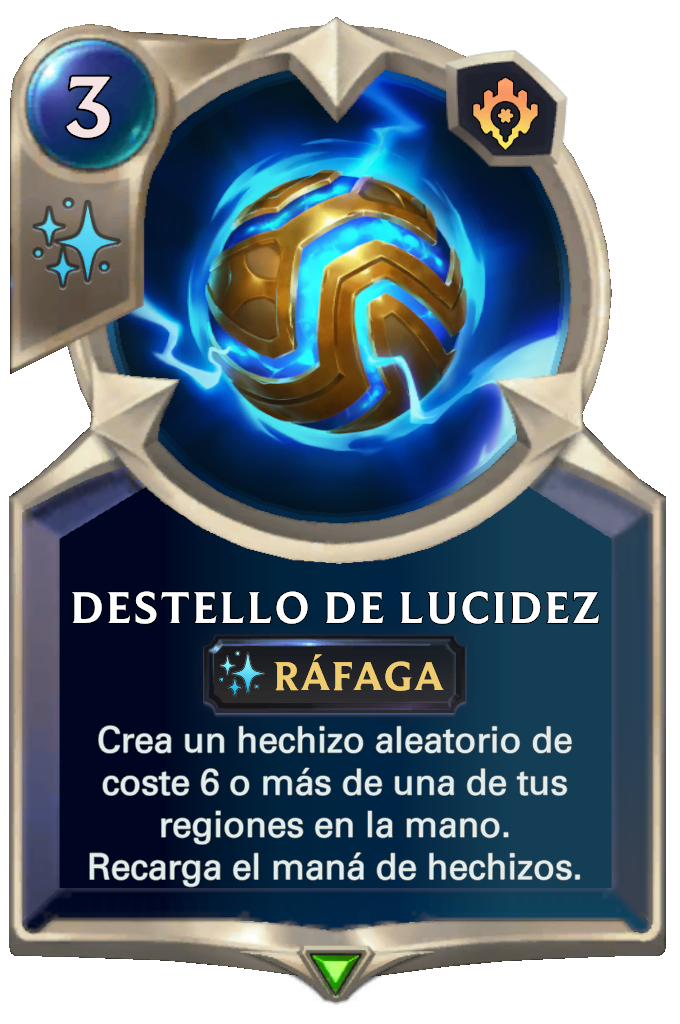 3
DESTELLO DE LUCIDEZ
RÁFAGA
Crea un hechizo aleatorio de
coste 6 o más de una de tus
regiones en la mano.
Recarga el maná de hechizos.